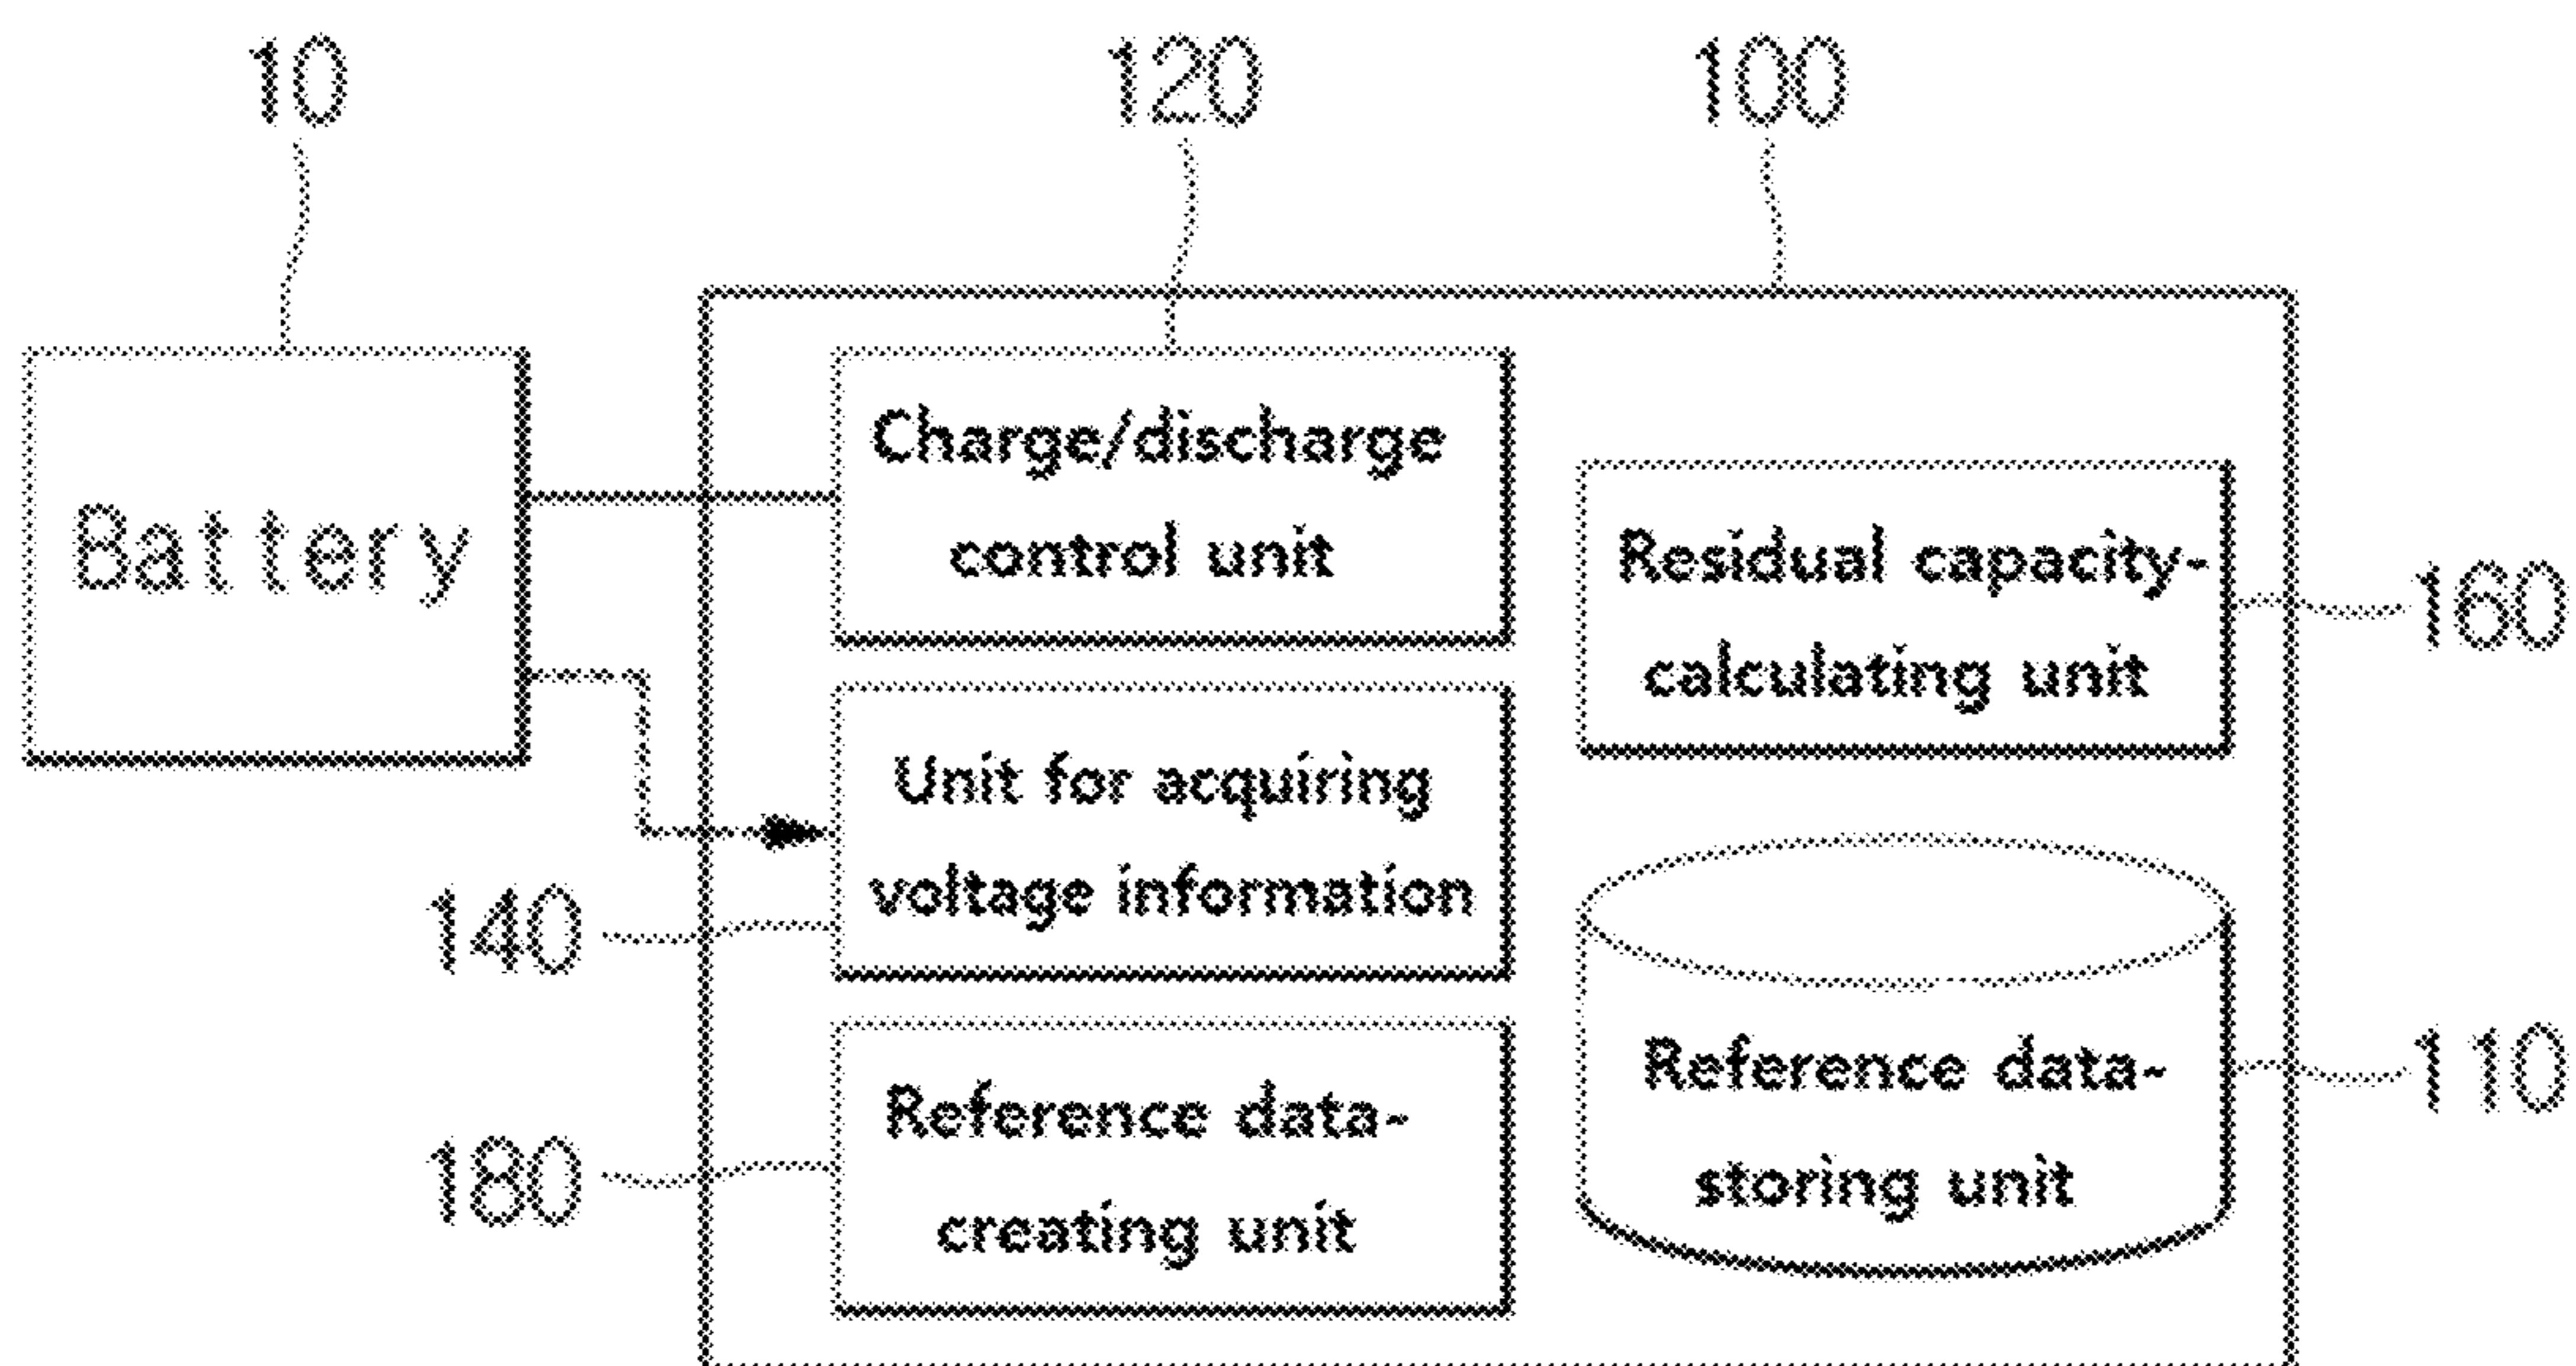 10
120
100
Battery
Charge/discharge
control unit
Residual capacity-
calculating unit
160
Unit for acquiring
voltage information
140
Reference data-
creating unit
180
Reference data-
storing unit
110